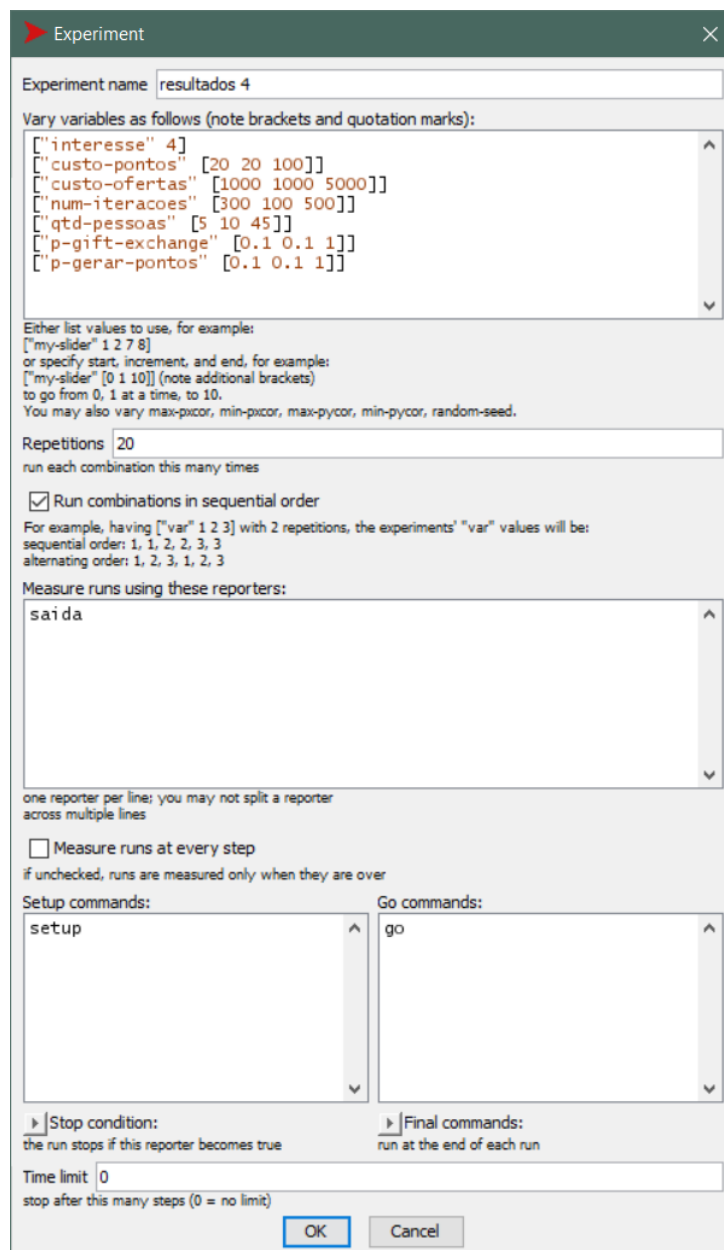 Experiment
Experiment name resultados 4
Vary variables as follows (note brackets and quotation marks):
["interesse" 4]
["custo-pontos" [20 20 100]]
["custo-ofertas" [1000 1000 5000]]
["num-iteracoes" [300 100 500]]
["qtd-pessoas" [5 10 45]]
["p-gift-exchange" [0.1 0.1 1]]
["p-gerar-pontos" [0.1 0.1 1]]
Either list values to use, for example:
["my-slider" 1 2 7 8]
or specify start, increment, and end, for example:
["my-slider" [0 1 10]] (note additional brackets)
to go from 0, 1 at a time, to 10.
You may also vary max-pxcor, min-pxcor, max-pycor, min-pycor, random-seed.
Repetitions 20
run each combination this many times
Run combinations in sequential order
For example, having ["var" 1 2 3] with 2 repetitions, the experiments' "var" values will be:
sequential order: 1, 1, 2, 2, 3, 3
alternating order: 1, 2, 3, 1, 2, 3
Measure runs using these reporters:
saida
one reporter per line; you may not split a reporter
across multiple lines
Measure runs at every step
if unchecked, runs are measured only when they are over
Setup commands: Go commands:
setup go
Stop condition: Final commands:
the run stops if this reporter becomes true run at the end of each run
Time limit 0
stop after this many steps (0 = no limit)
OK Cancel